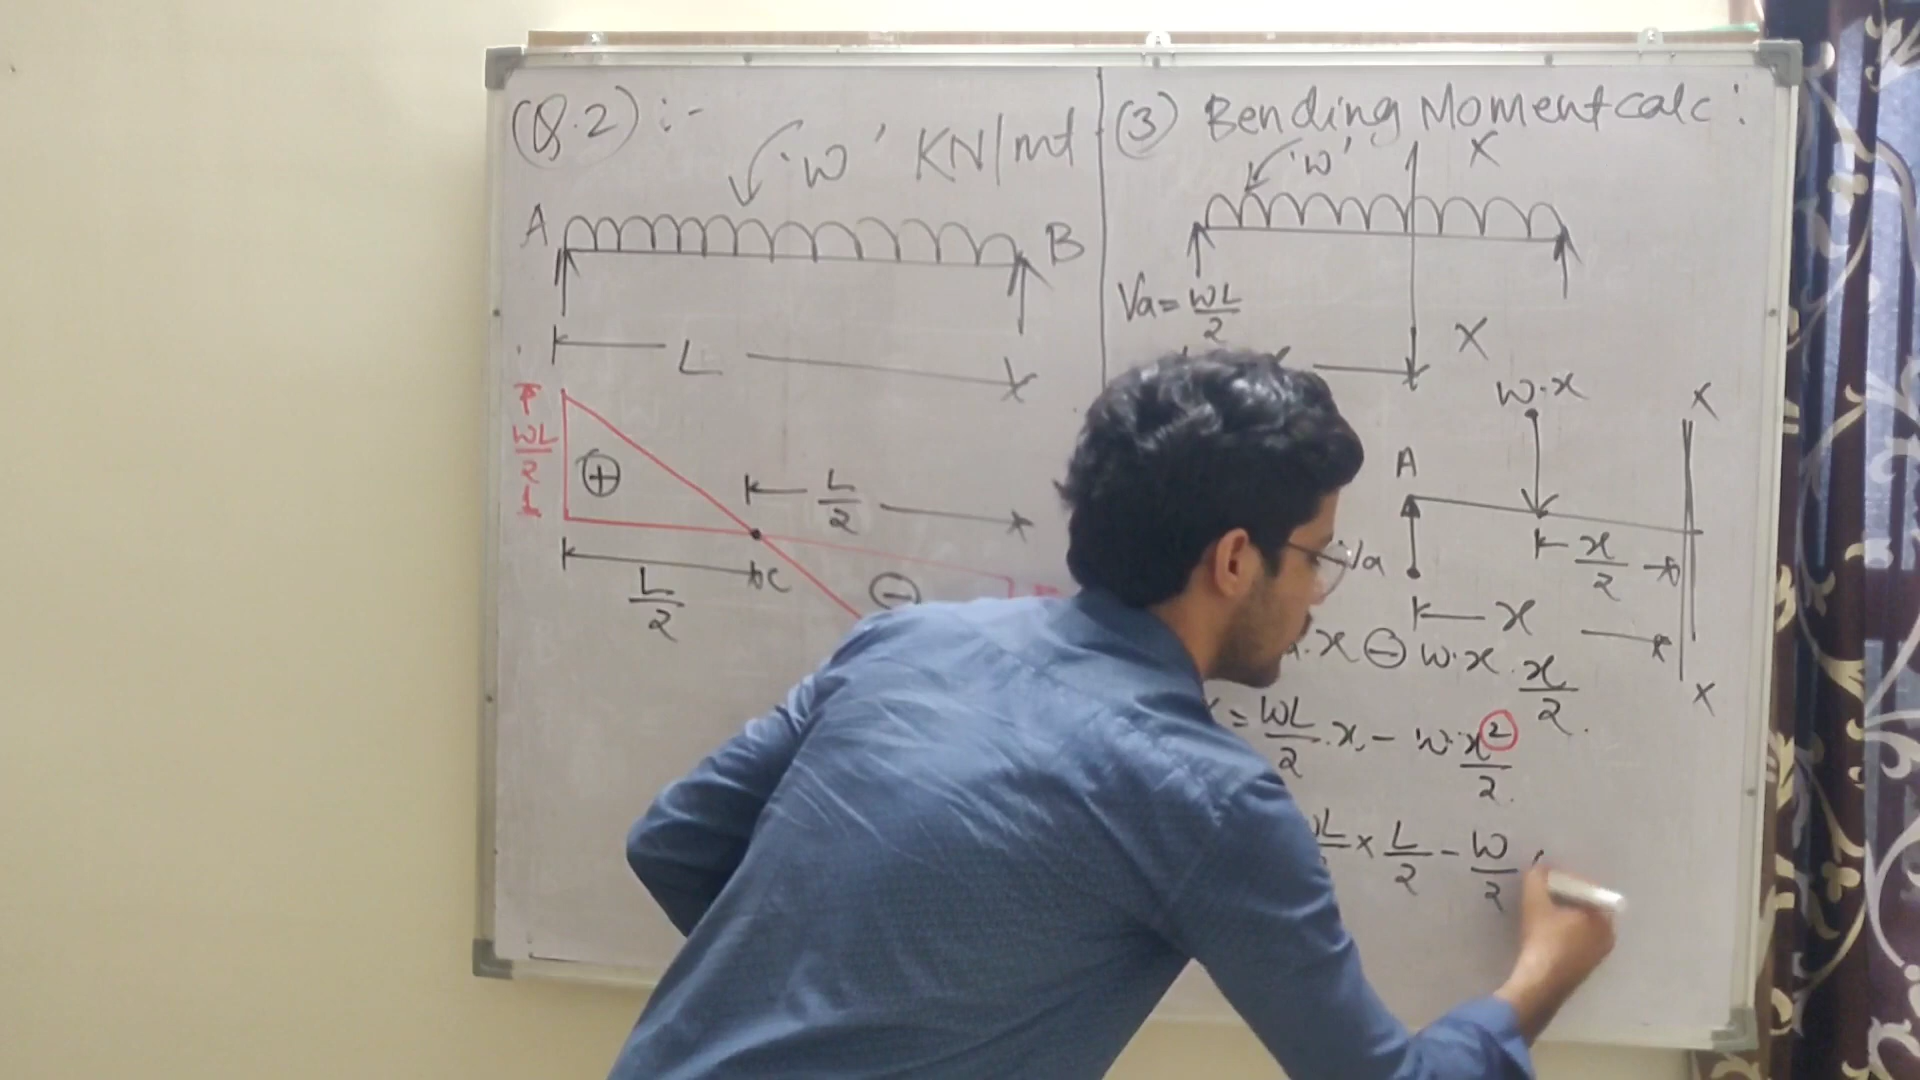 (Q.2) :-
'w' KN/mt
A
B
L
WL/2
+
L/2
L/2
C
−
(3) Bending Moment calc :
'w'
X
Va = WL/2
X
w·x
X
A
Va
x/2
x
X
·x ⊖ w·x·x/2
= WL/2 ·x - w·x²/2
× L/2 - W/2